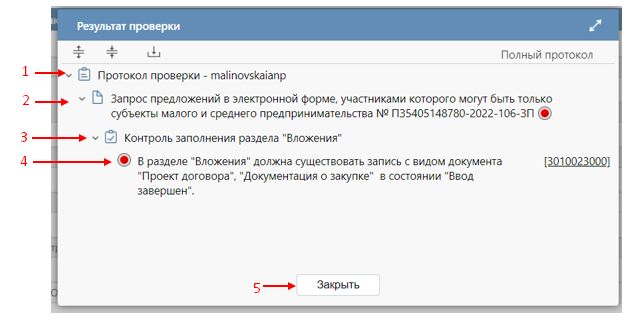 Результат проверки
Полный протокол
1 Протокол проверки - malinovskaianp
2 Запрос предложений в электронной форме, участниками которого могут быть только
субъекты малого и среднего предпринимательства № П35405148780-2022-106-ЗП
3 Контроль заполнения раздела "Вложения"
4 В разделе "Вложения" должна существовать запись с видом документа [3010023000]
"Проект договора", "Документация о закупке" в состоянии "Ввод
завершен".
5 Закрыть